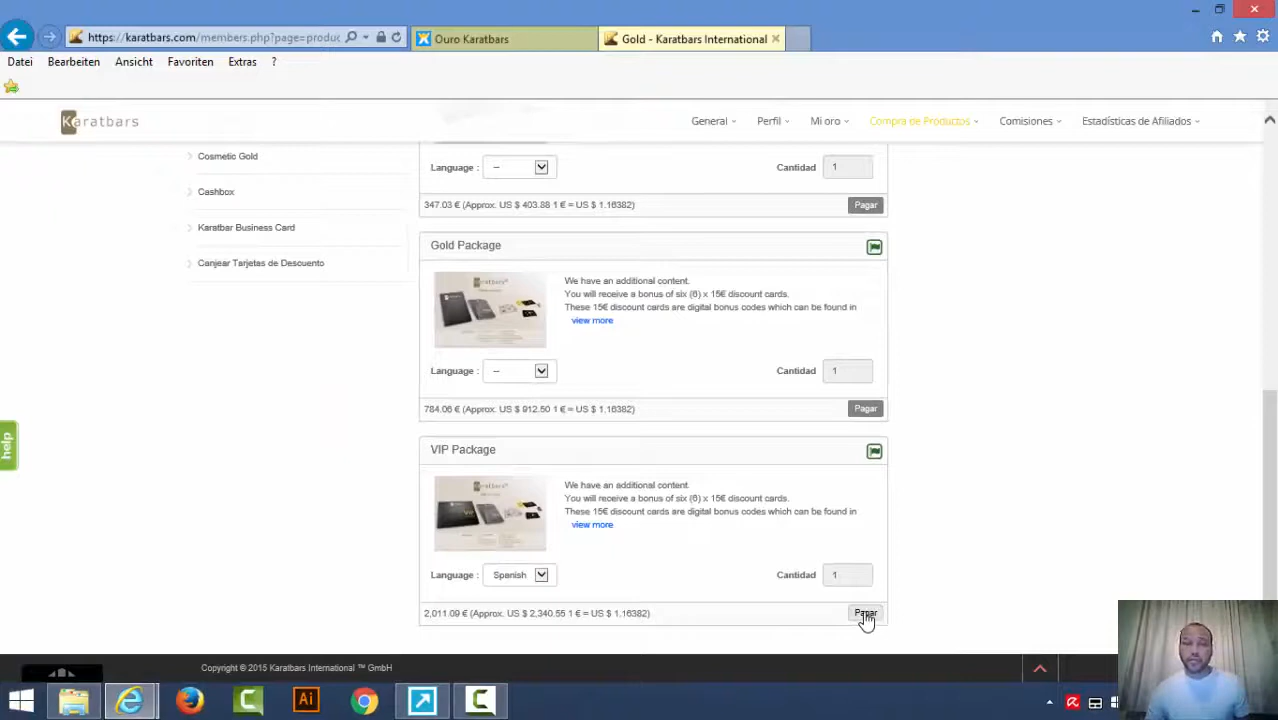 https://karatbars.com/members.php?page=produc
Ouro Karatbars
Gold - Karatbars International
Datei Bearbeiten Ansicht Favoriten Extras ?
Karatbars
General Perfil Mi oro Compra de Productos Comisiones Estadísticas de Afiliados
Cosmetic Gold
Language : -- Cantidad 1
Cashbox
347.03 € (Approx. US $ 403.88 1 € = US $ 1.16382) Pagar
Karatbar Business Card
Gold Package
Canjear Tarjetas de Descuento
We have an additional content.
You will receive a bonus of six (6) x 15€ discount cards.
These 15€ discount cards are digital bonus codes which can be found in
view more
Language : -- Cantidad 1
784.06 € (Approx. US $ 912.50 1 € = US $ 1.16382) Pagar
help
VIP Package
We have an additional content.
You will receive a bonus of six (6) x 15€ discount cards.
These 15€ discount cards are digital bonus codes which can be found in
view more
Language : Spanish Cantidad 1
2,011.09 € (Approx. US $ 2,340.55 1 € = US $ 1.16382) Pagar
Copyright © 2015 Karatbars International ™ GmbH
Ai